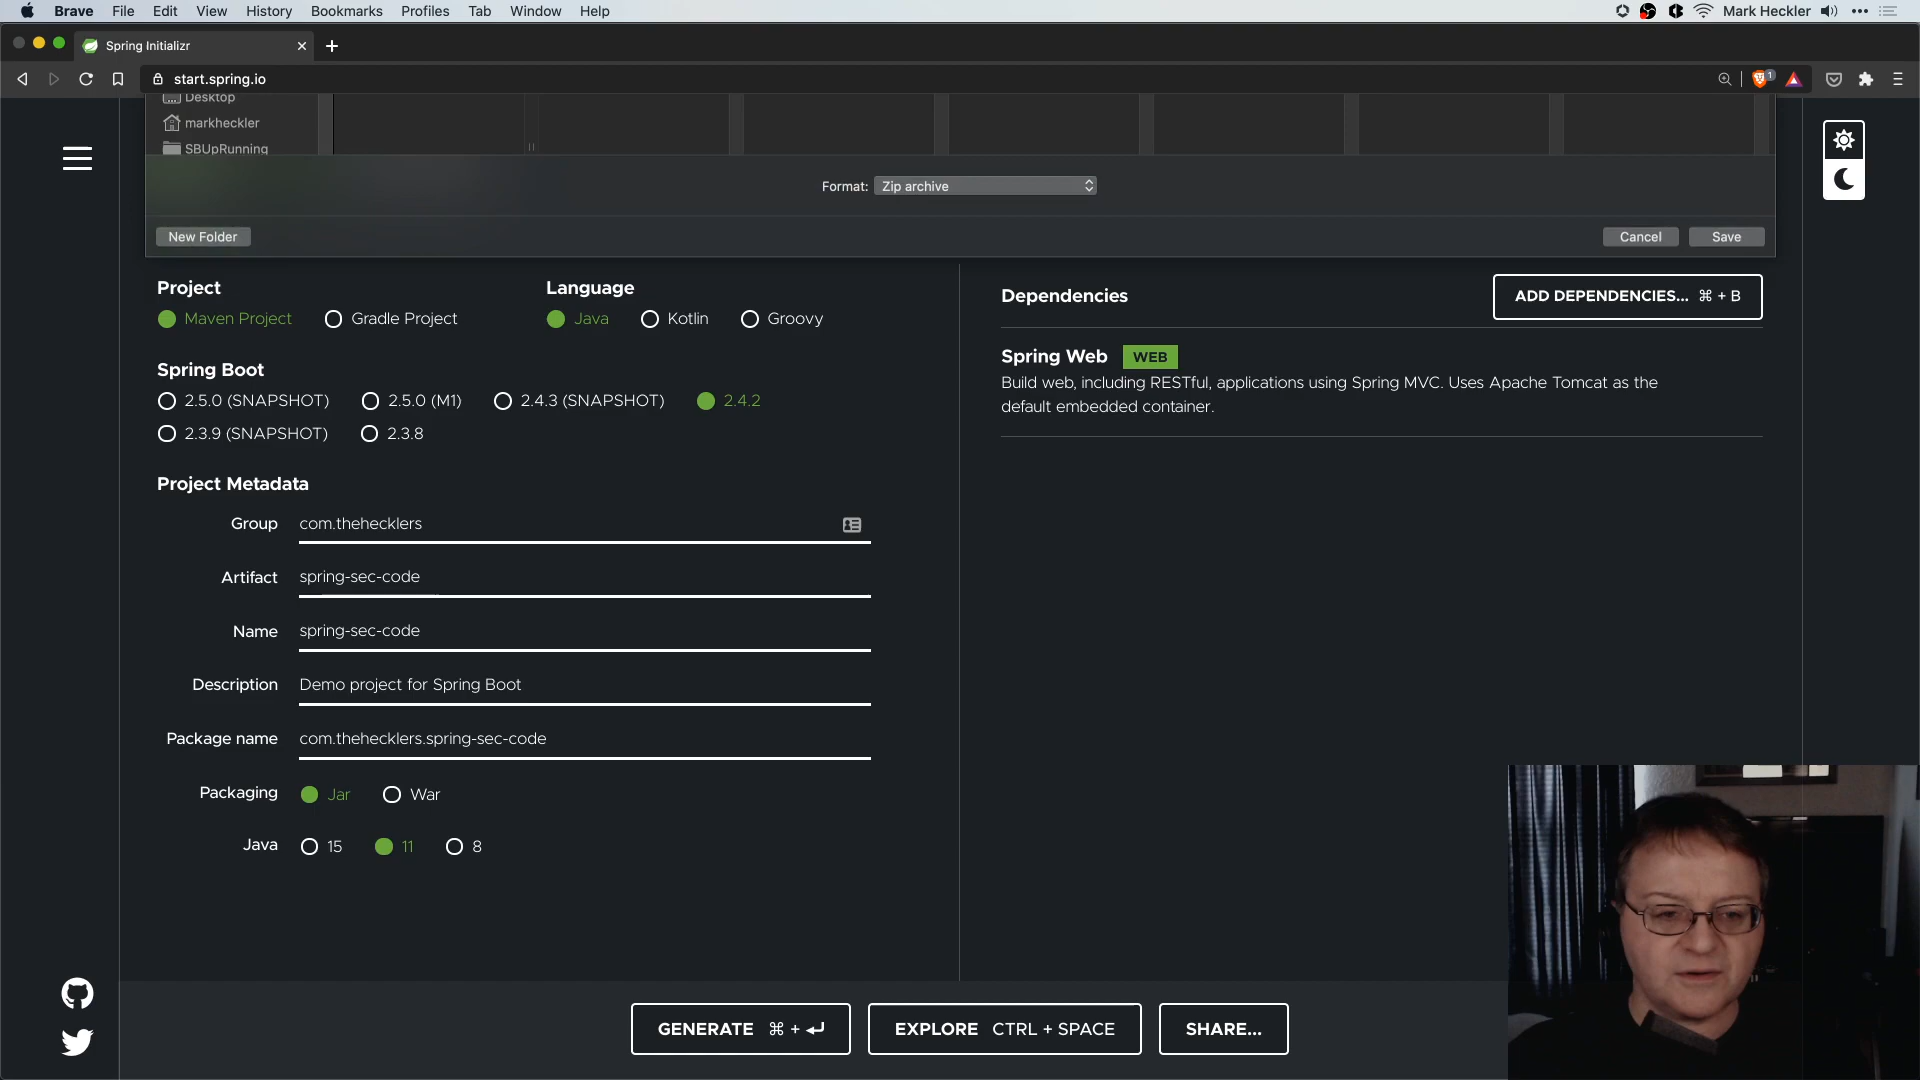 Brave File Edit View History Bookmarks Profiles Tab Window Help Mark Heckler
Spring Initializr
start.spring.io
1
Desktop
markheckler
SBUpRunning
Format: Zip archive
New Folder Cancel Save
Project Language
Maven Project Gradle Project Java Kotlin Groovy
Dependencies ADD DEPENDENCIES... ⌘ + B
Spring Web WEB
Build web, including RESTful, applications using Spring MVC. Uses Apache Tomcat as the
default embedded container.
Spring Boot
2.5.0 (SNAPSHOT) 2.5.0 (M1) 2.4.3 (SNAPSHOT) 2.4.2
2.3.9 (SNAPSHOT) 2.3.8
Project Metadata
Group com.thehecklers
Artifact spring-sec-code
Name spring-sec-code
Description Demo project for Spring Boot
Package name com.thehecklers.spring-sec-code
Packaging Jar War
Java 15 11 8
GENERATE ⌘ + ↵ EXPLORE CTRL + SPACE SHARE...